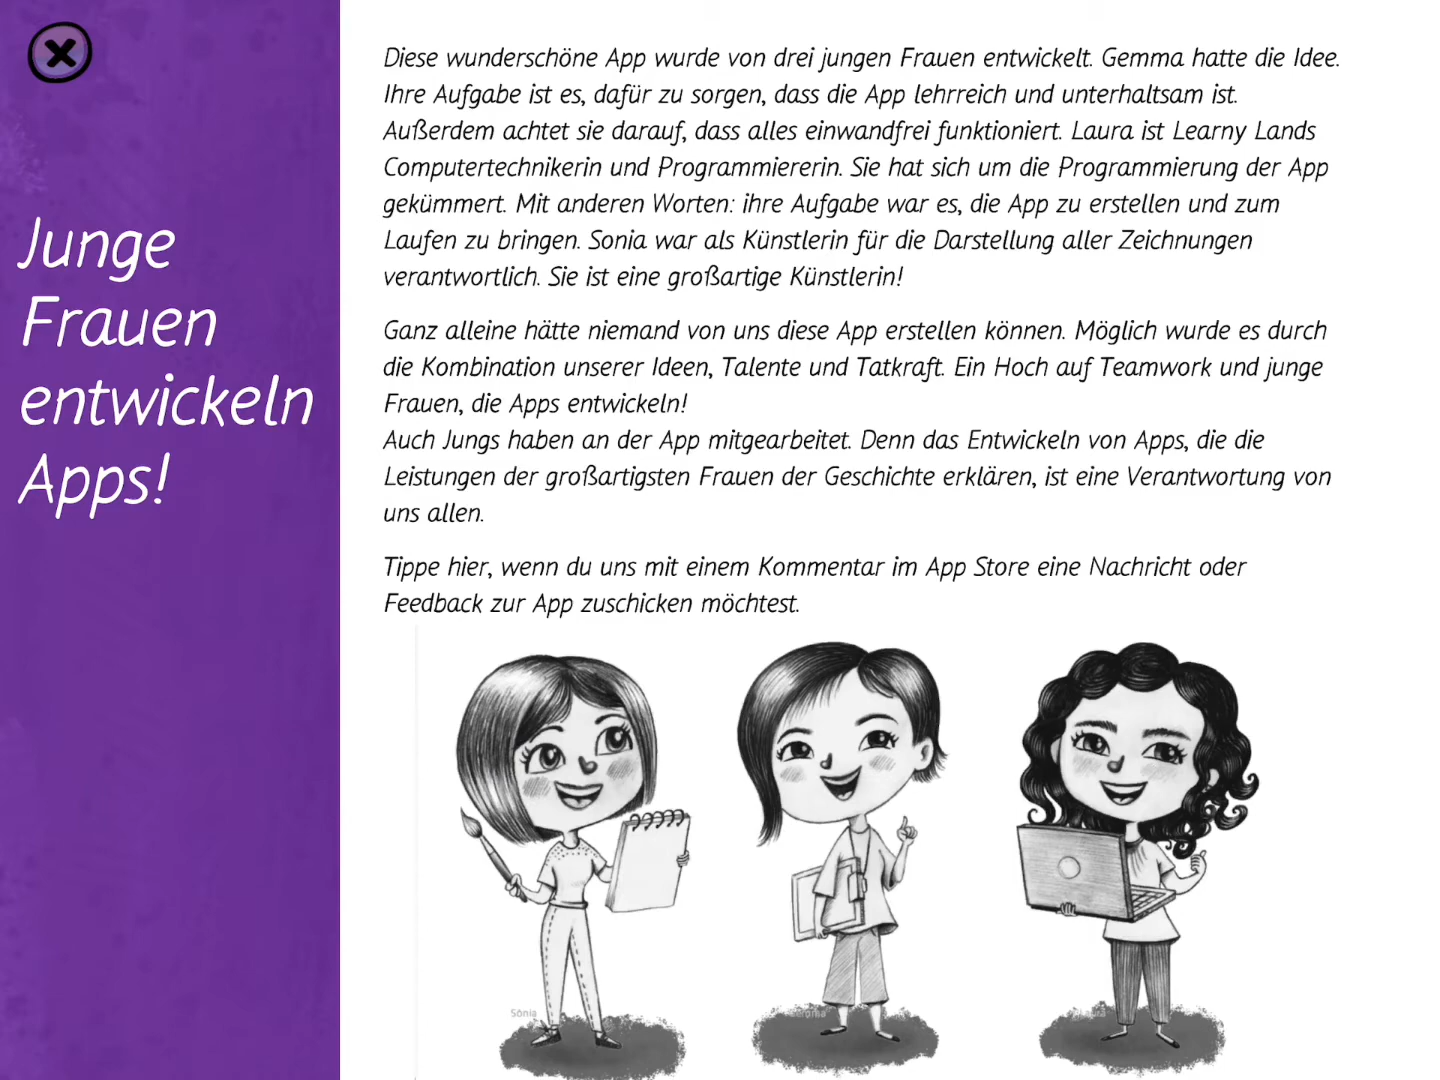 Junge
Frauen
entwickeln
Apps!
Diese wunderschöne App wurde von drei jungen Frauen entwickelt. Gemma hatte die Idee.
Ihre Aufgabe ist es, dafür zu sorgen, dass die App lehrreich und unterhaltsam ist.
Außerdem achtet sie darauf, dass alles einwandfrei funktioniert. Laura ist Learny Lands
Computertechnikerin und Programmiererin. Sie hat sich um die Programmierung der App
gekümmert. Mit anderen Worten: ihre Aufgabe war es, die App zu erstellen und zum
Laufen zu bringen. Sonia war als Künstlerin für die Darstellung aller Zeichnungen
verantwortlich. Sie ist eine großartige Künstlerin!
Ganz alleine hätte niemand von uns diese App erstellen können. Möglich wurde es durch
die Kombination unserer Ideen, Talente und Tatkraft. Ein Hoch auf Teamwork und junge
Frauen, die Apps entwickeln!
Auch Jungs haben an der App mitgearbeitet. Denn das Entwickeln von Apps, die die
Leistungen der großartigsten Frauen der Geschichte erklären, ist eine Verantwortung von
uns allen.
Tippe hier, wenn du uns mit einem Kommentar im App Store eine Nachricht oder
Feedback zur App zuschicken möchtest.
Sònia